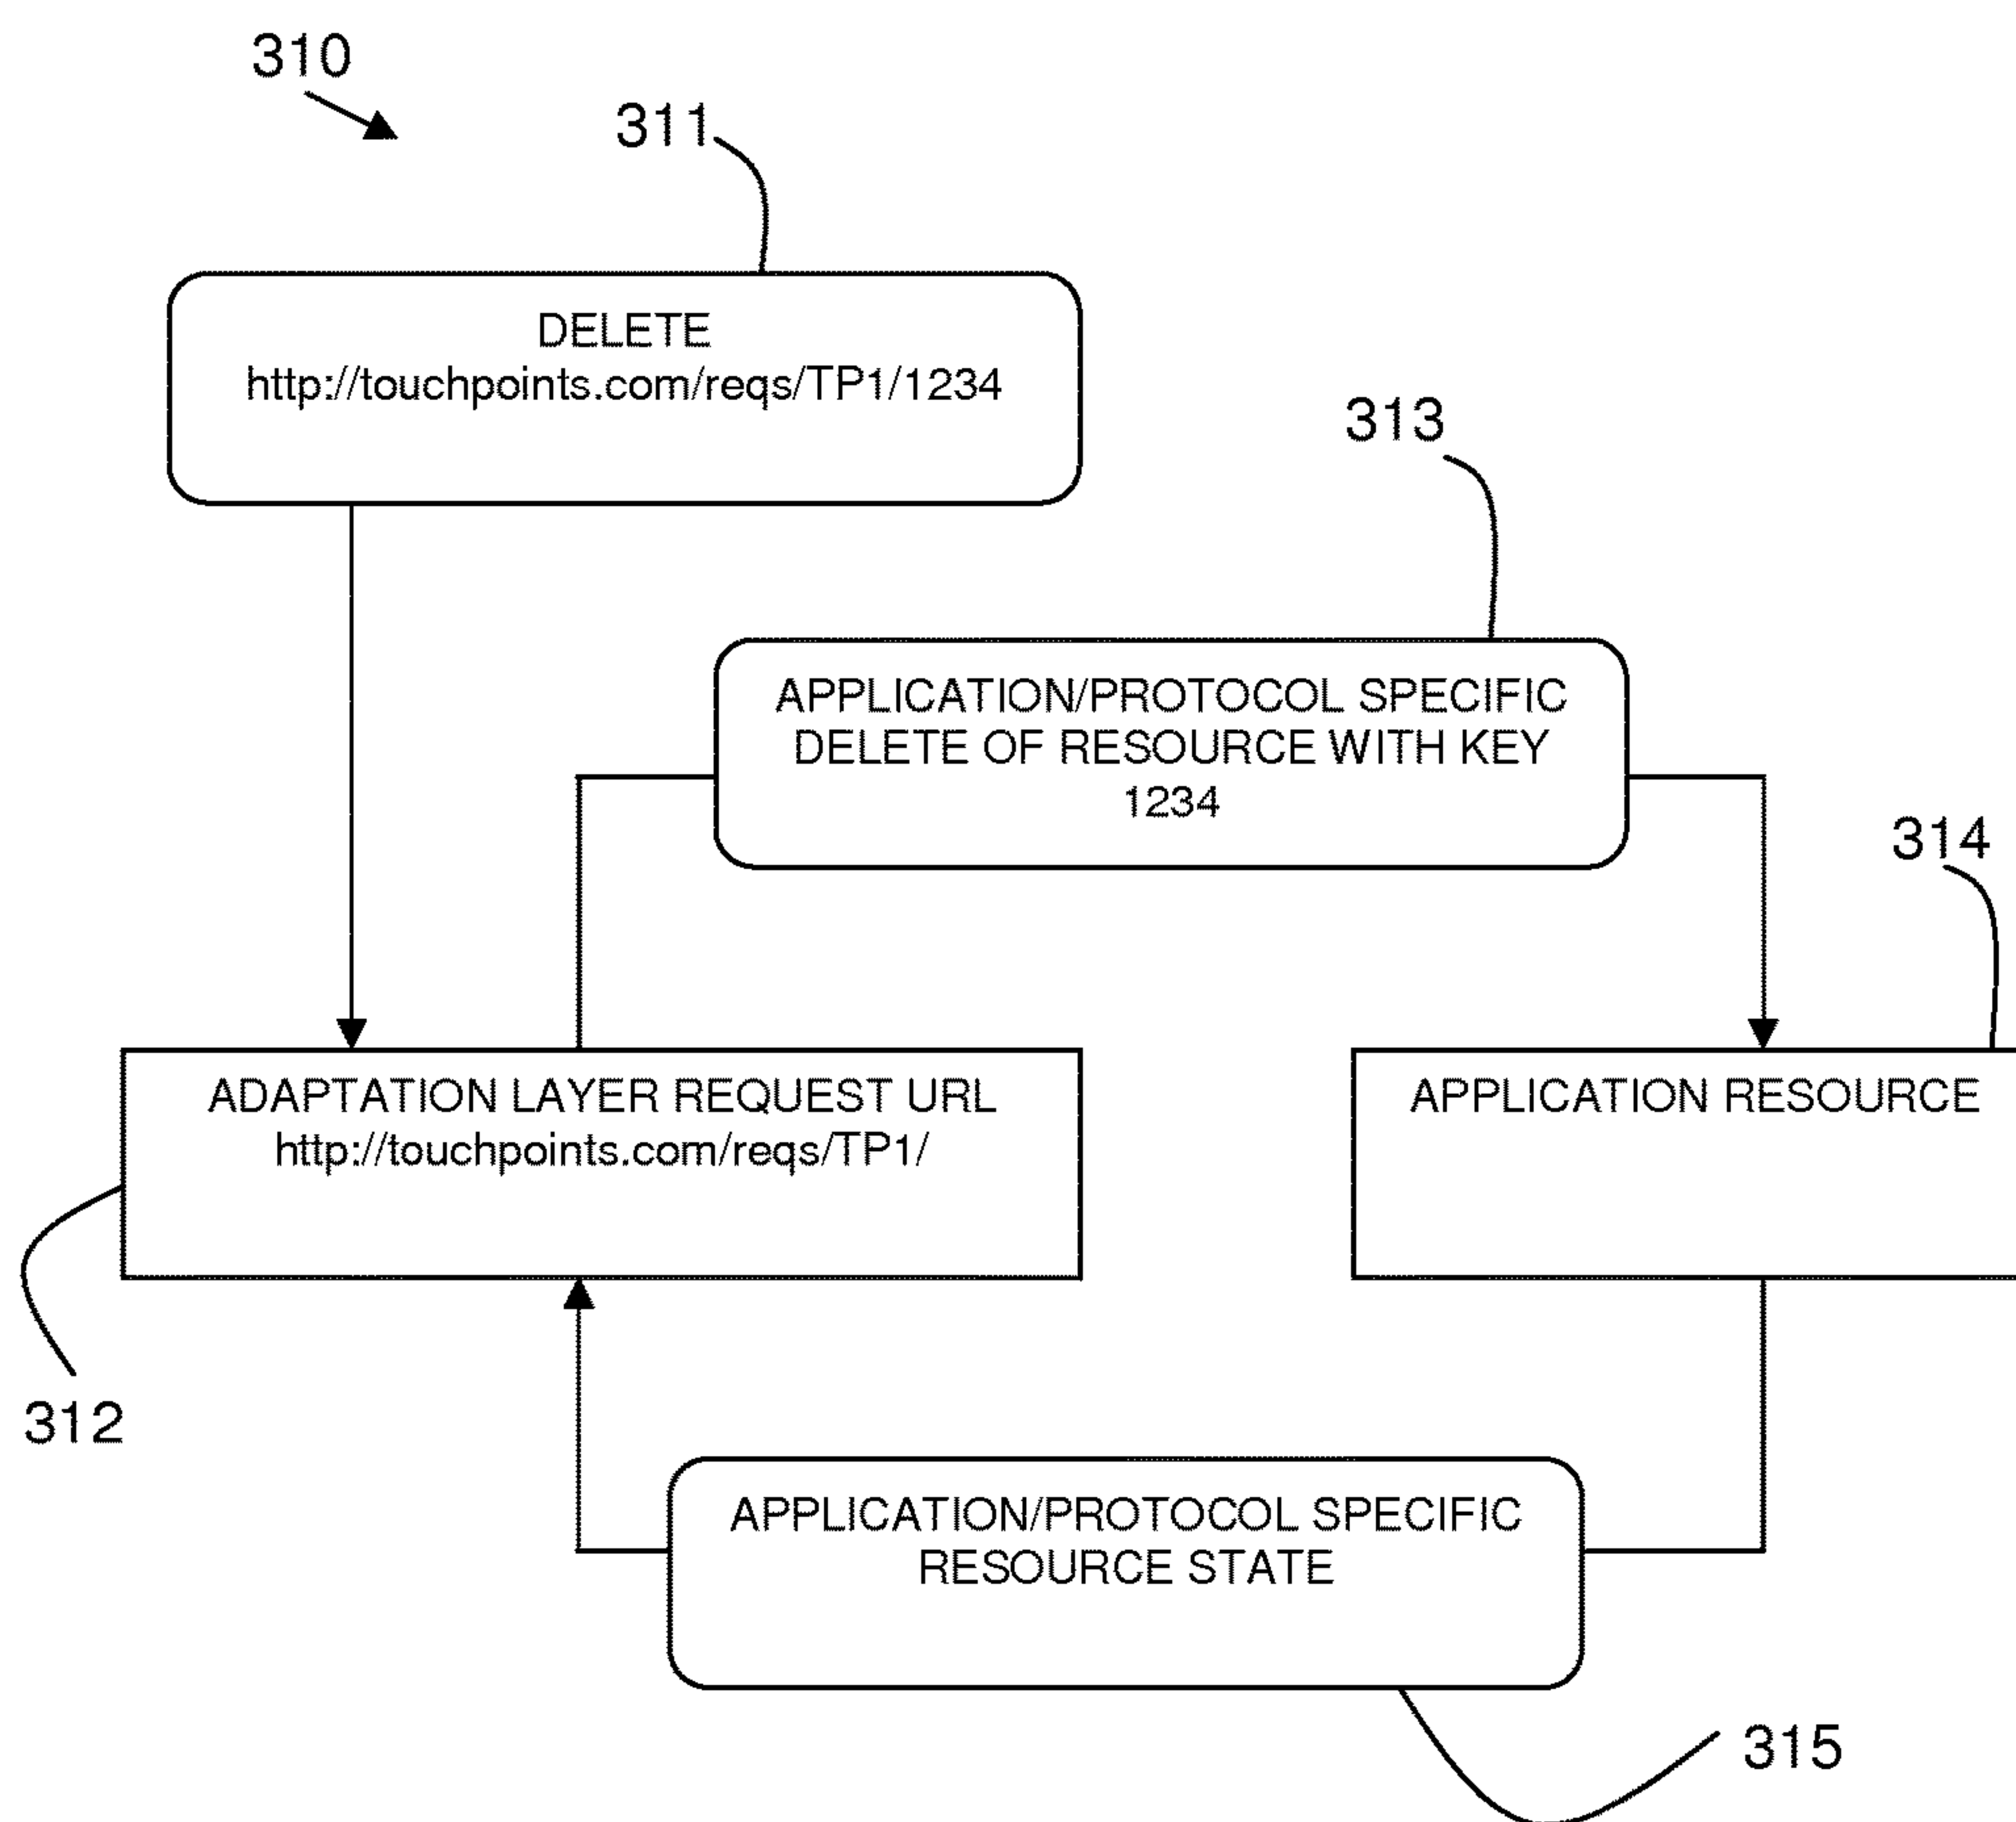 310
311
DELETE
http://touchpoints.com/reqs/TP1/1234
313
APPLICATION/PROTOCOL SPECIFIC
DELETE OF RESOURCE WITH KEY
1234
314
ADAPTATION LAYER REQUEST URL
http://touchpoints.com/reqs/TP1/
APPLICATION RESOURCE
312
APPLICATION/PROTOCOL SPECIFIC
RESOURCE STATE
315